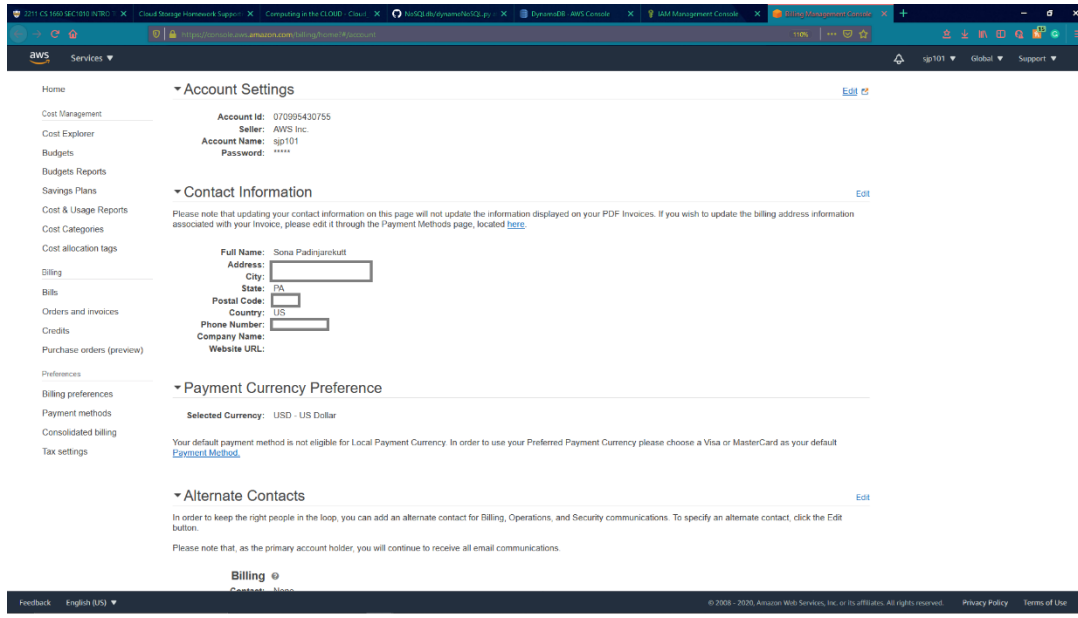 2211 CS 1660 SEC1010 INTRO T
Cloud Storage Homework Support
Computing in the CLOUD - Cloud
NoSQLdb/dynameNoSQL.py
DynamoDB · AWS Console
IAM Management Console
Billing Management Console
https://console.aws.amazon.com/billing/home?#/account
110%
aws
Services
sjp101
Global
Support
Home
Cost Management
Cost Explorer
Budgets
Budgets Reports
Savings Plans
Cost & Usage Reports
Cost Categories
Cost allocation tags
Billing
Bills
Orders and invoices
Credits
Purchase orders (preview)
Preferences
Billing preferences
Payment methods
Consolidated billing
Tax settings
Account Settings
Edit
Account Id: 070995430755
Seller: AWS Inc.
Account Name: sjp101
Password: *****
Contact Information
Edit
Please note that updating your contact information on this page will not update the information displayed on your PDF Invoices. If you wish to update the billing address information
associated with your Invoice, please edit it through the Payment Methods page, located here.
Full Name: Sona Padinjarekutt
Address:
City:
State: PA
Postal Code:
Country: US
Phone Number:
Company Name:
Website URL:
Payment Currency Preference
Selected Currency: USD - US Dollar
Your default payment method is not eligible for Local Payment Currency. In order to use your Preferred Payment Currency please choose a Visa or MasterCard as your default
Payment Method.
Alternate Contacts
Edit
In order to keep the right people in the loop, you can add an alternate contact for Billing, Operations, and Security communications. To specify an alternate contact, click the Edit
button.
Please note that, as the primary account holder, you will continue to receive all email communications.
Billing
Contact: None
Feedback
English (US)
© 2008 - 2020, Amazon Web Services, Inc. or its affiliates. All rights reserved.
Privacy Policy
Terms of Use